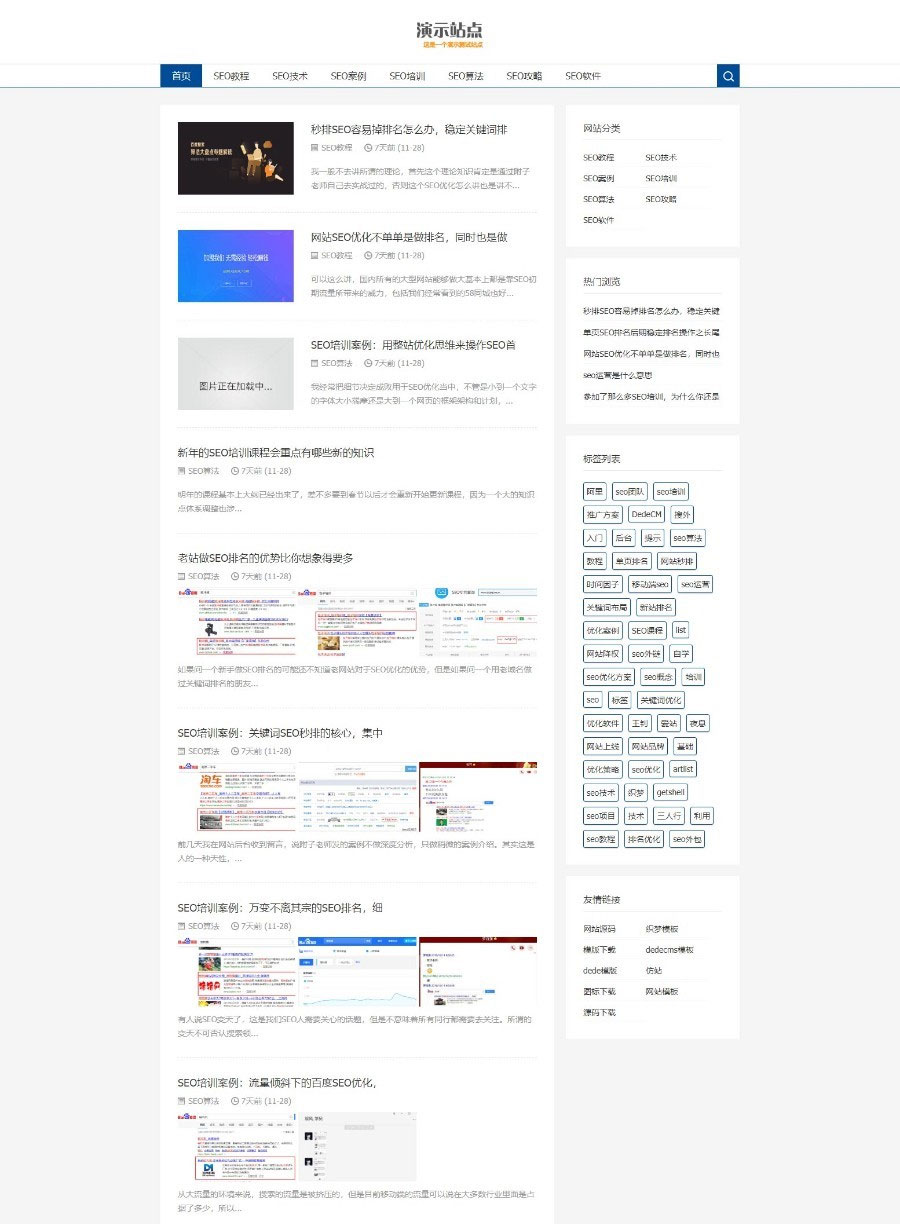 演示站点
这是一个演示测试站点
首页 SEO教程 SEO技术 SEO案例 SEO培训 SEO算法 SEO攻略 SEO软件
秒排SEO容易掉排名怎么办，稳定关键词排
SEO教程 7天前 (11-28)
我一般不去讲所谓的理论，首先这个理论知识肯定是通过附子
老师自己去实战过的，否则这个SEO优化怎么讲也是讲不...
网站SEO优化不单单是做排名，同时也是做
SEO教程 7天前 (11-28)
可以这么讲，国内所有的大型网站能够做大基本上都是靠SEO初
期流量所带来的威力，包括我们经常看到的58同城也好...
图片正在加载中...
SEO培训案例：用整站优化思维来操作SEO首
SEO算法 7天前 (11-28)
我经常把细节决定成败用于SEO优化当中，不管是小到一个文字
的字体大小宽窄还是大到一个网页的框架架构和计划，...
新年的SEO培训课程会重点有哪些新的知识
SEO算法 7天前 (11-28)
明年的课程基本上大纲已经出来了，差不多要到春节以后才会重新开始更新课程，因为一个大的知识
点体系调整也涉...
老站做SEO排名的优势比你想象得要多
SEO算法 7天前 (11-28)
如果问一个新手做SEO排名的可能还不知道老网站对于SEO优化的优势，但是如果问一个用老域名做
过关键词排名的朋友...
SEO培训案例：关键词SEO秒排的核心，集中
SEO算法 7天前 (11-28)
前几天我在网站后台收到留言，说附子老师发的案例不做深度分析，只做稍微的案例介绍。其实这是
人的一种天性，...
SEO培训案例：万变不离其宗的SEO排名，细
SEO算法 7天前 (11-28)
有人说SEO变天了，这是我们SEO人需要关心的话题，但是不意味着所有同行都需要去关注。所谓的
变天不可否认搜索顿...
SEO培训案例：流量倾斜下的百度SEO优化，
SEO算法 7天前 (11-28)
从大流量的环境来说，搜索的流量是被挤压的，但是目前移动端的流量可以说在大多数行业里面是占
据了多少，所以...
网站分类
SEO教程 SEO技术
SEO案例 SEO培训
SEO算法 SEO攻略
SEO软件
热门浏览
秒排SEO容易掉排名怎么办，稳定关键
单页SEO排名后期稳定排名操作之长尾
网站SEO优化不单单是做排名，同时也
seo运营是什么意思
参加了那么多SEO培训，为什么你还是
标签列表
阿里 seo团队 seo培训
推广方案 DedeCM 搜外
入门 后台 提示 seo算法
教程 单页排名 网站秒排
时间因子 移动端seo seo运营
关键词布局 新站排名
优化案例 SEO课程 list
网站降权 seo外链 自学
seo优化方案 seo概念 培训
seo 标签 关键词优化
优化软件 王钊 爱站 夜息
网站上线 网站品牌 基础
优化策略 seo优化 artlist
seo技术 织梦 getshell
seo项目 技术 三人行 利用
seo教程 排名优化 seo外包
友情链接
网站源码 织梦模板
模版下载 dedecms模板
dede模版 仿站
图标下载 网站模板
源码下载